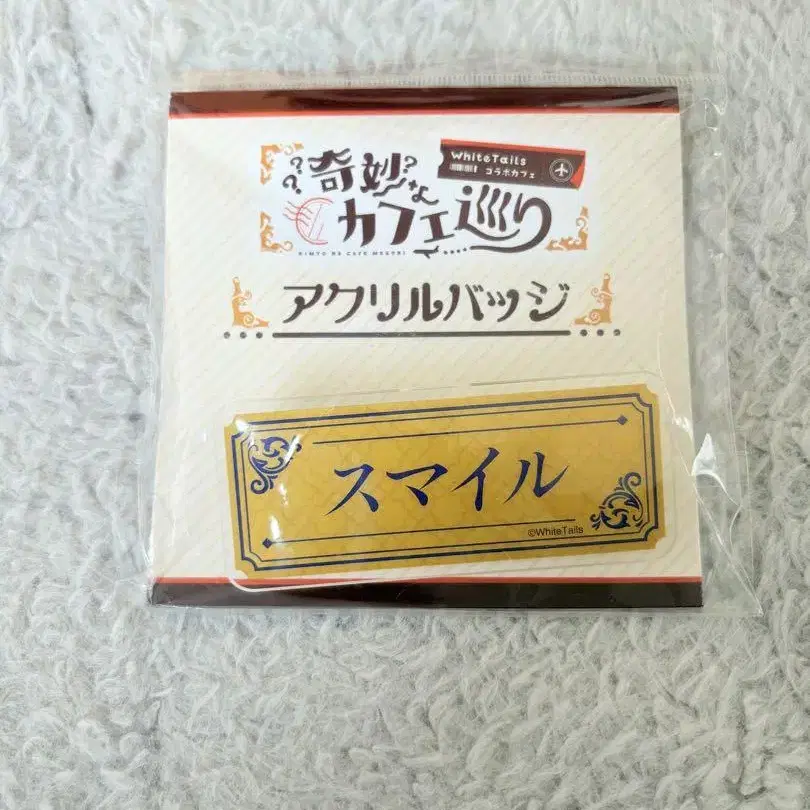 WhiteTails
コラボカフェ
???奇妙?な
カフェ巡り
KIMYO NA CAFE MEGURI
アクリルバッジ
スマイル
©WhiteTails